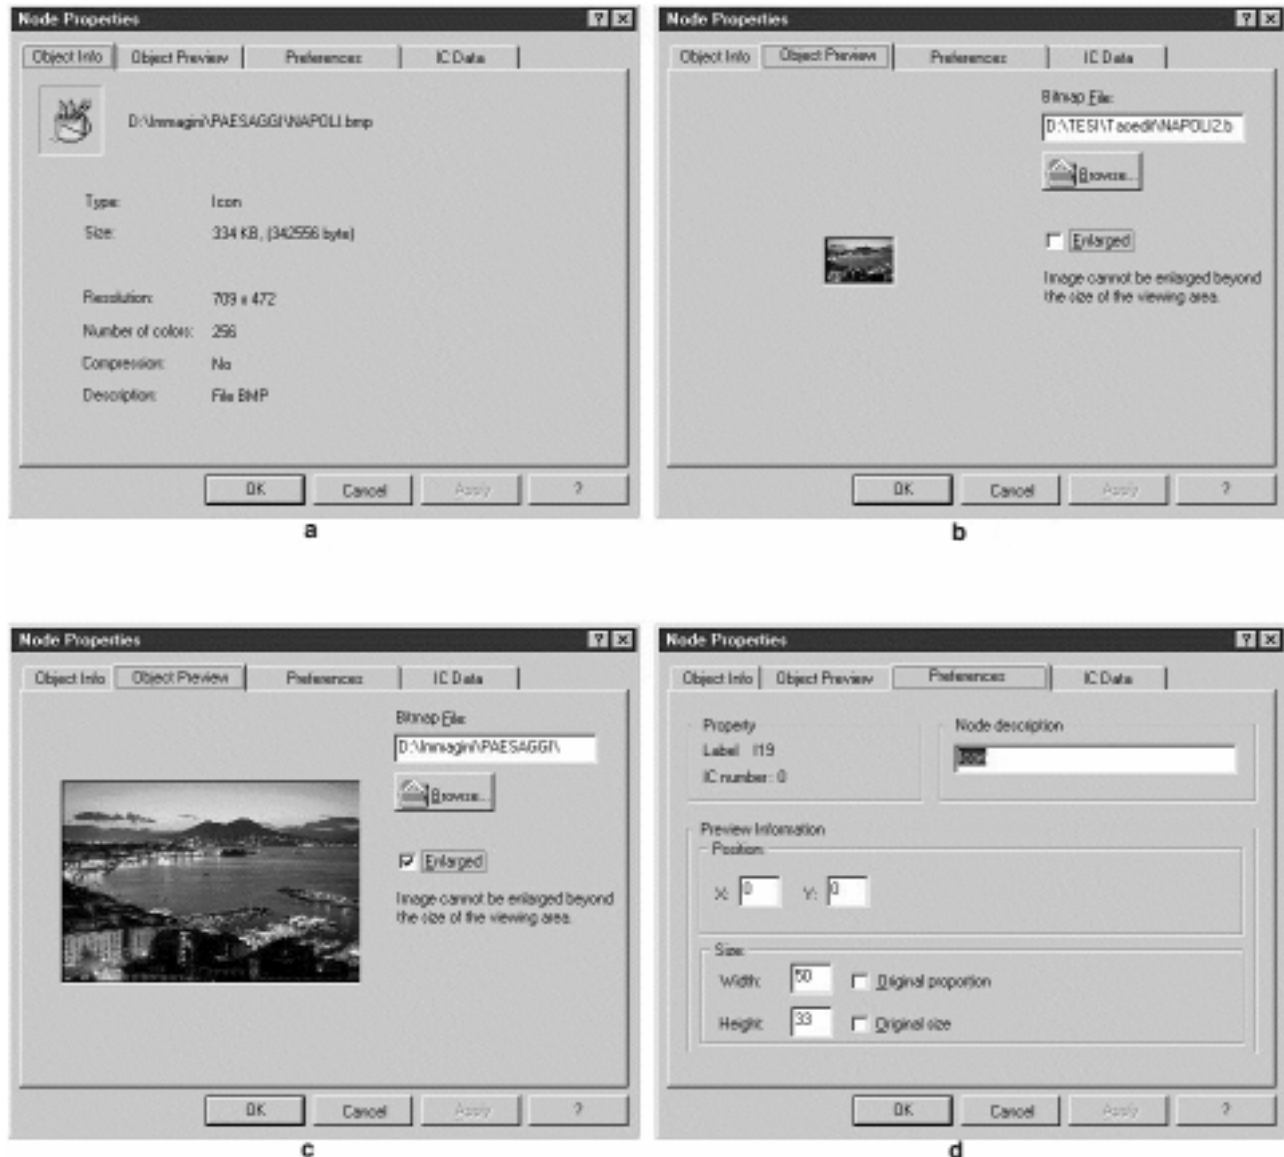 Node Properties
Object Info Object Preview Preferences IC Data
D:\Immagini\PAESAGGI\NAPOLI.bmp
Type: Icon
Size: 334 KB, (342556 byte)
Resolution: 709 x 472
Number of colors: 256
Compression: No
Description: File BMP
OK Cancel Apply ?
a
Node Properties
Object Info Object Preview Preferences IC Data
Bitmap File:
D:\TESI\Taoedit\NAPOLI2.b
Browse...
Enlarged
Image cannot be enlarged beyond
the size of the viewing area.
OK Cancel Apply ?
b
Node Properties
Object Info Object Preview Preferences IC Data
Bitmap File:
D:\Immagini\PAESAGGI\
Browse...
Enlarged
Image cannot be enlarged beyond
the size of the viewing area.
OK Cancel Apply ?
c
Node Properties
Object Info Object Preview Preferences IC Data
Property
Label I19
IC number: 0
Node description
Preview Information
Position
X: 0 Y: 0
Size
Width: 50 Original proportion
Height: 33 Original size
OK Cancel Apply ?
d